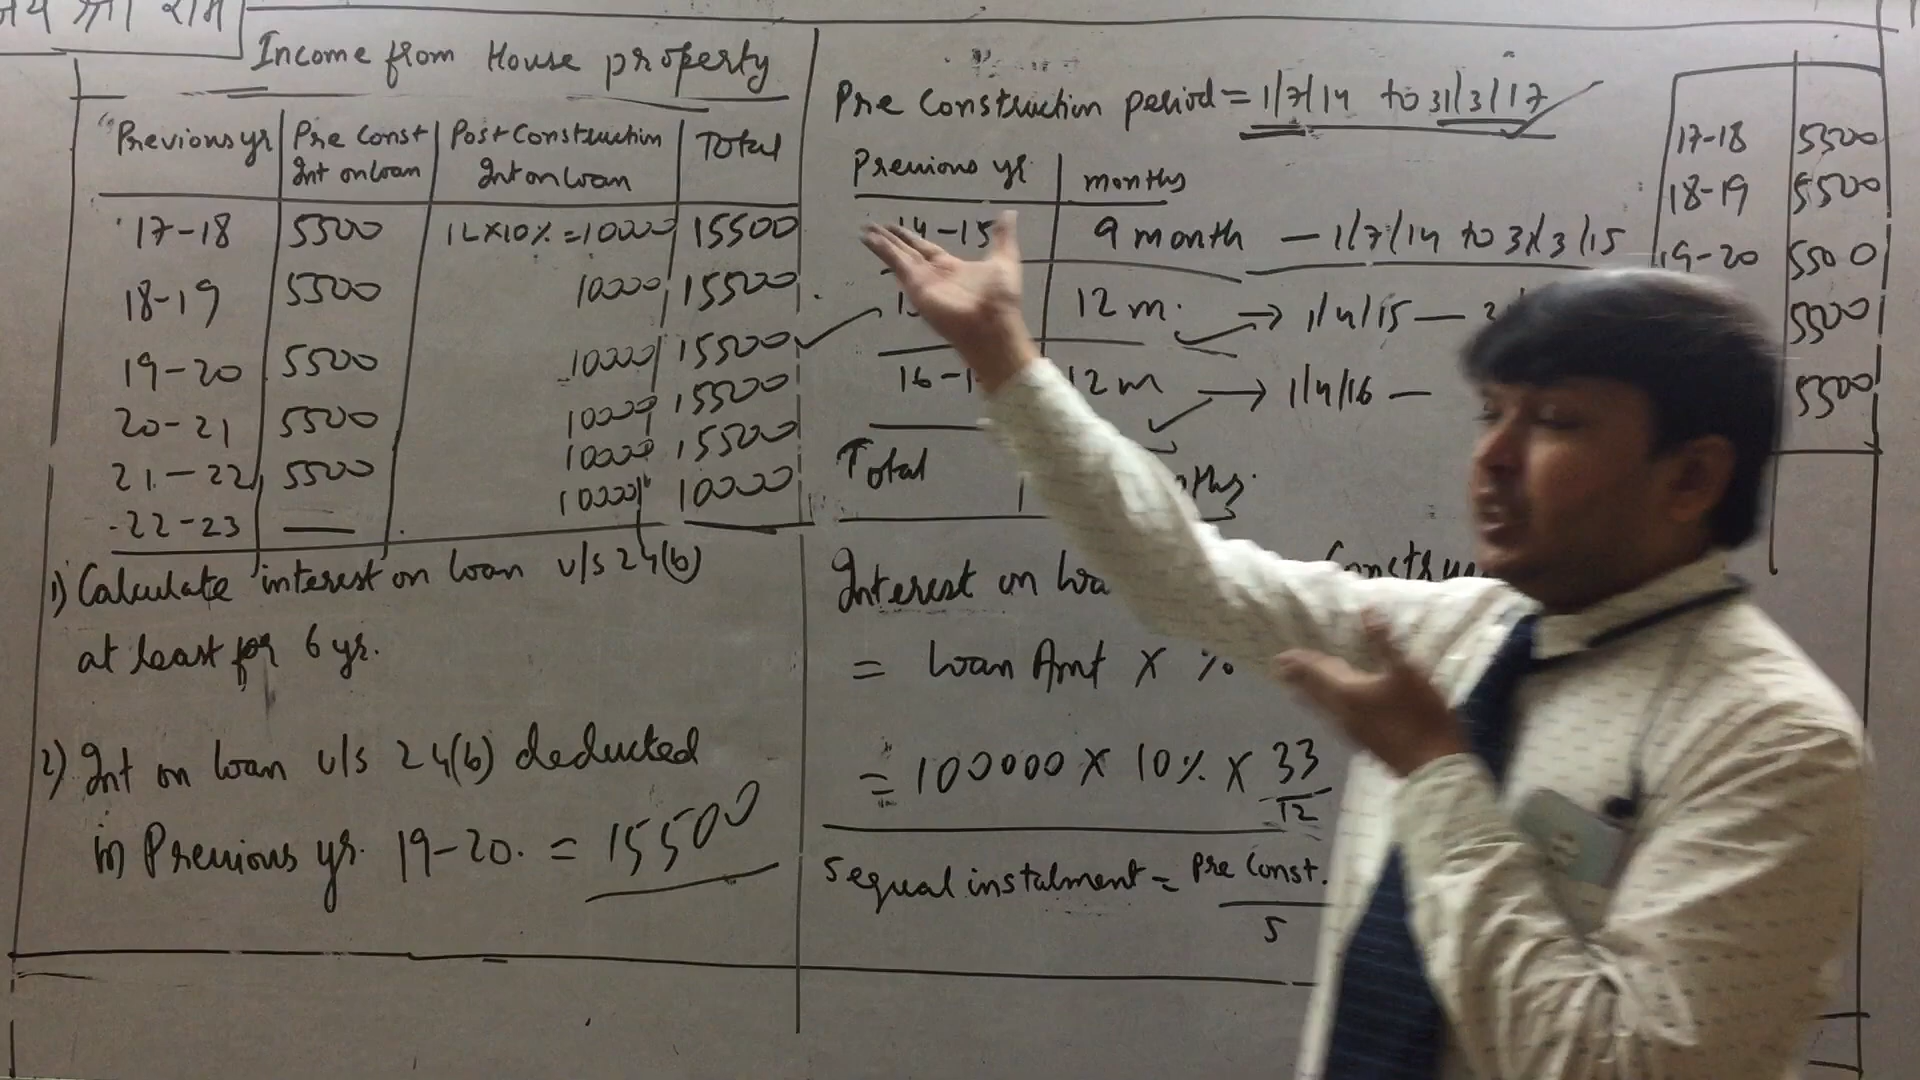 जय श्री राम
Income from House property
Previous yr | Pre Const Int on loan | Post Construction Int on loan | Total
17-18 | 5500 | 1L×10%=10000 | 15500
18-19 | 5500 | 10000 | 15500
19-20 | 5500 | 10000 | 15500
20-21 | 5500 | 10000 | 15500
21-22 | 5500 | 10000 | 15500
22-23 | — | 10000 | 10000
1) Calculate interest on loan u/s 24(b)
at least for 6 yr.
2) Int on loan u/s 24(b) deducted
in Previous yr. 19-20. = 15500
Pre Construction period = 1/7/14 to 31/3/17
Previous yr | months
14-15 | 9 month — 1/7/14 to 31/3/15
12 m. → 1/4/15 —
16-1 | 12 m → 1/4/16 —
Total
Interest on loa
= Loan Amt × %
= 100000 × 10% × 33/12
5 equal instalment = Pre Const. / 5
17-18 | 5500
18-19 | 5500
19-20 | 5500
5500
5500